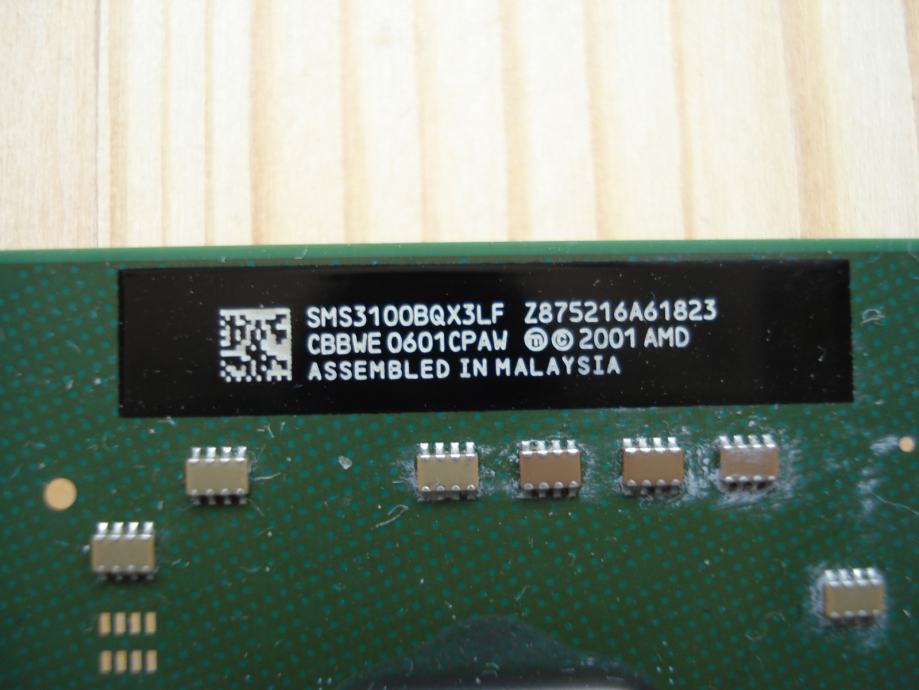 SMS3100BQX3LF Z875216A61823
CBBWE 0601CPAW ⓜ © 2001 AMD
ASSEMBLED IN MALAYSIA